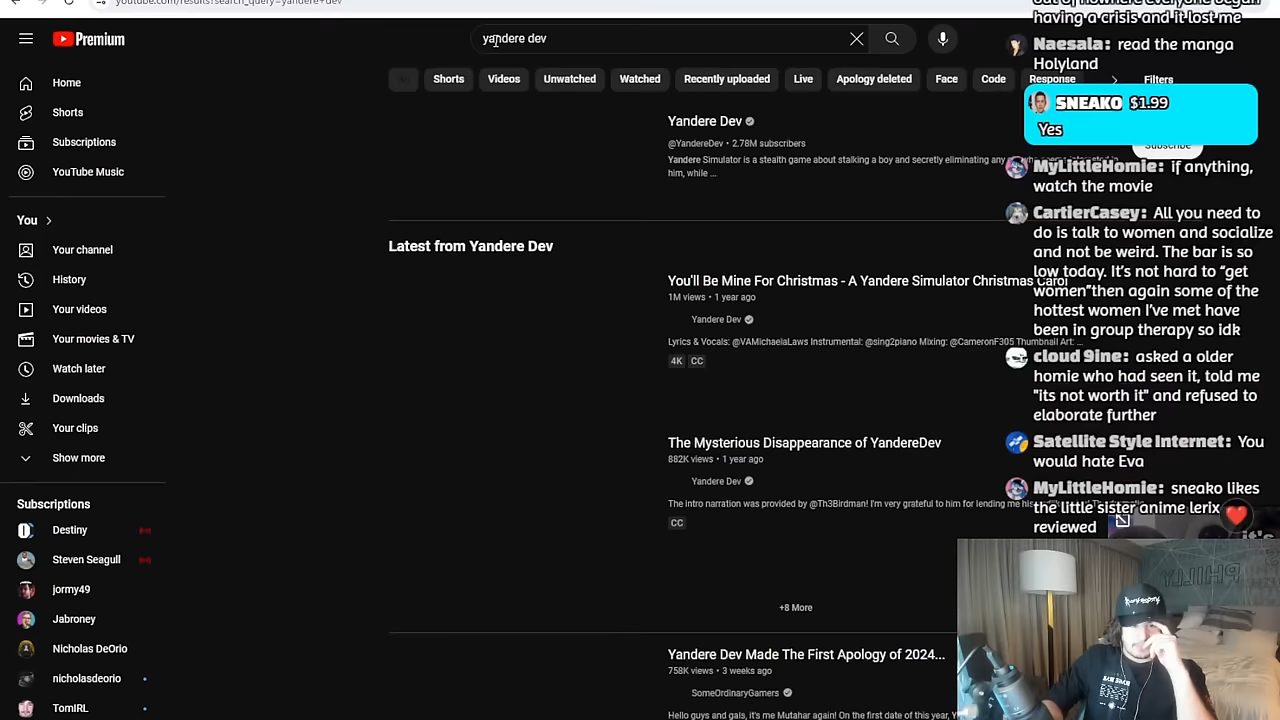 youtube.com/results?search_query=yandere+dev
Premium
yandere dev
Home
Shorts
Subscriptions
YouTube Music
You
Your channel
History
Your videos
Your movies & TV
Watch later
Downloads
Your clips
Show more
Subscriptions
Destiny
Steven Seagull
jormy49
Jabroney
Nicholas DeOrio
nicholasdeorio
TomIRL
Shorts
Videos
Unwatched
Watched
Recently uploaded
Live
Apology deleted
Face
Code
Response
Filters
Yandere Dev
@YandereDev • 2.78M subscribers
Yandere Simulator is a stealth game about stalking a boy and secretly eliminating any
him, while ...
Subscribe
Latest from Yandere Dev
You'll Be Mine For Christmas - A Yandere Simulator Christmas Carol
1M views • 1 year ago
Yandere Dev
Lyrics & Vocals: @VAMichaeiaLaws Instrumental: @sing2piano Mixing: @CameronF305 Thumbnail Art: ...
4K CC
The Mysterious Disappearance of YandereDev
882K views • 1 year ago
Yandere Dev
The intro narration was provided by @Th3Birdman! I'm very grateful to him for lending me his
CC
+8 More
Yandere Dev Made The First Apology of 2024...
758K views • 3 weeks ago
SomeOrdinaryGamers
Hello guys and gals, it's me Mutahar again! On the first date of this year, Y
out of nowhere everyone began
having a crisis and it lost me
Naesala: read the manga
Holyland
SNEAKO $1.99
Yes
MyLittleHomie: if anything,
watch the movie
CartierCasey: All you need to
do is talk to women and socialize
and not be weird. The bar is so
low today. It's not hard to "get
women"then again some of the
hottest women I've met have
been in group therapy so idk
cloud 9ine: asked a older
homie who had seen it, told me
"its not worth it" and refused to
elaborate further
Satellite Style Internet: You
would hate Eva
MyLittleHomie: sneako likes
the little sister anime lerix
reviewed
it's
PHILLY